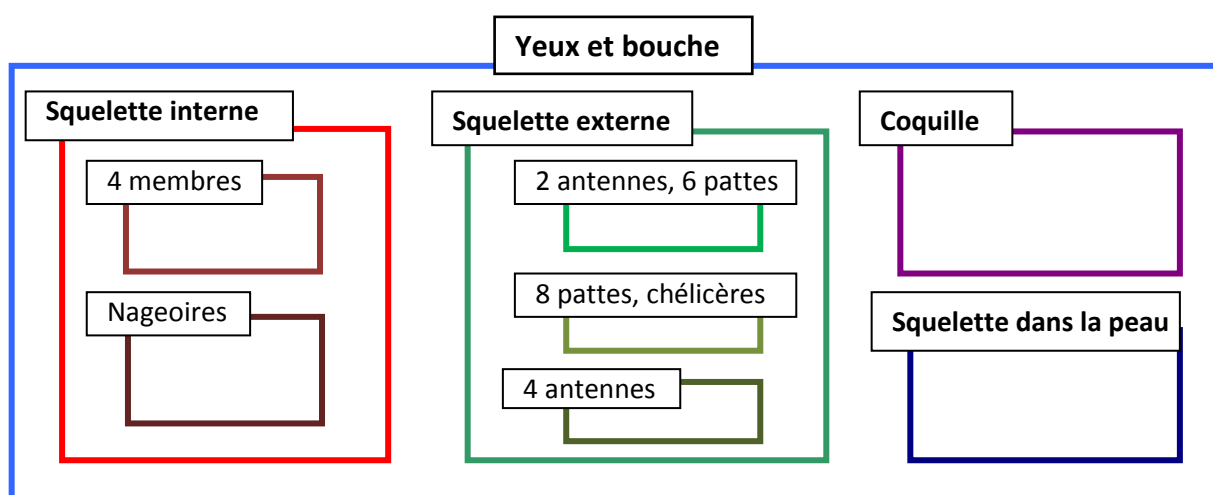 Yeux et bouche
Squelette interne
4 membres
Nageoires
Squelette externe
2 antennes, 6 pattes
8 pattes, chélicères
4 antennes
Coquille
Squelette dans la peau